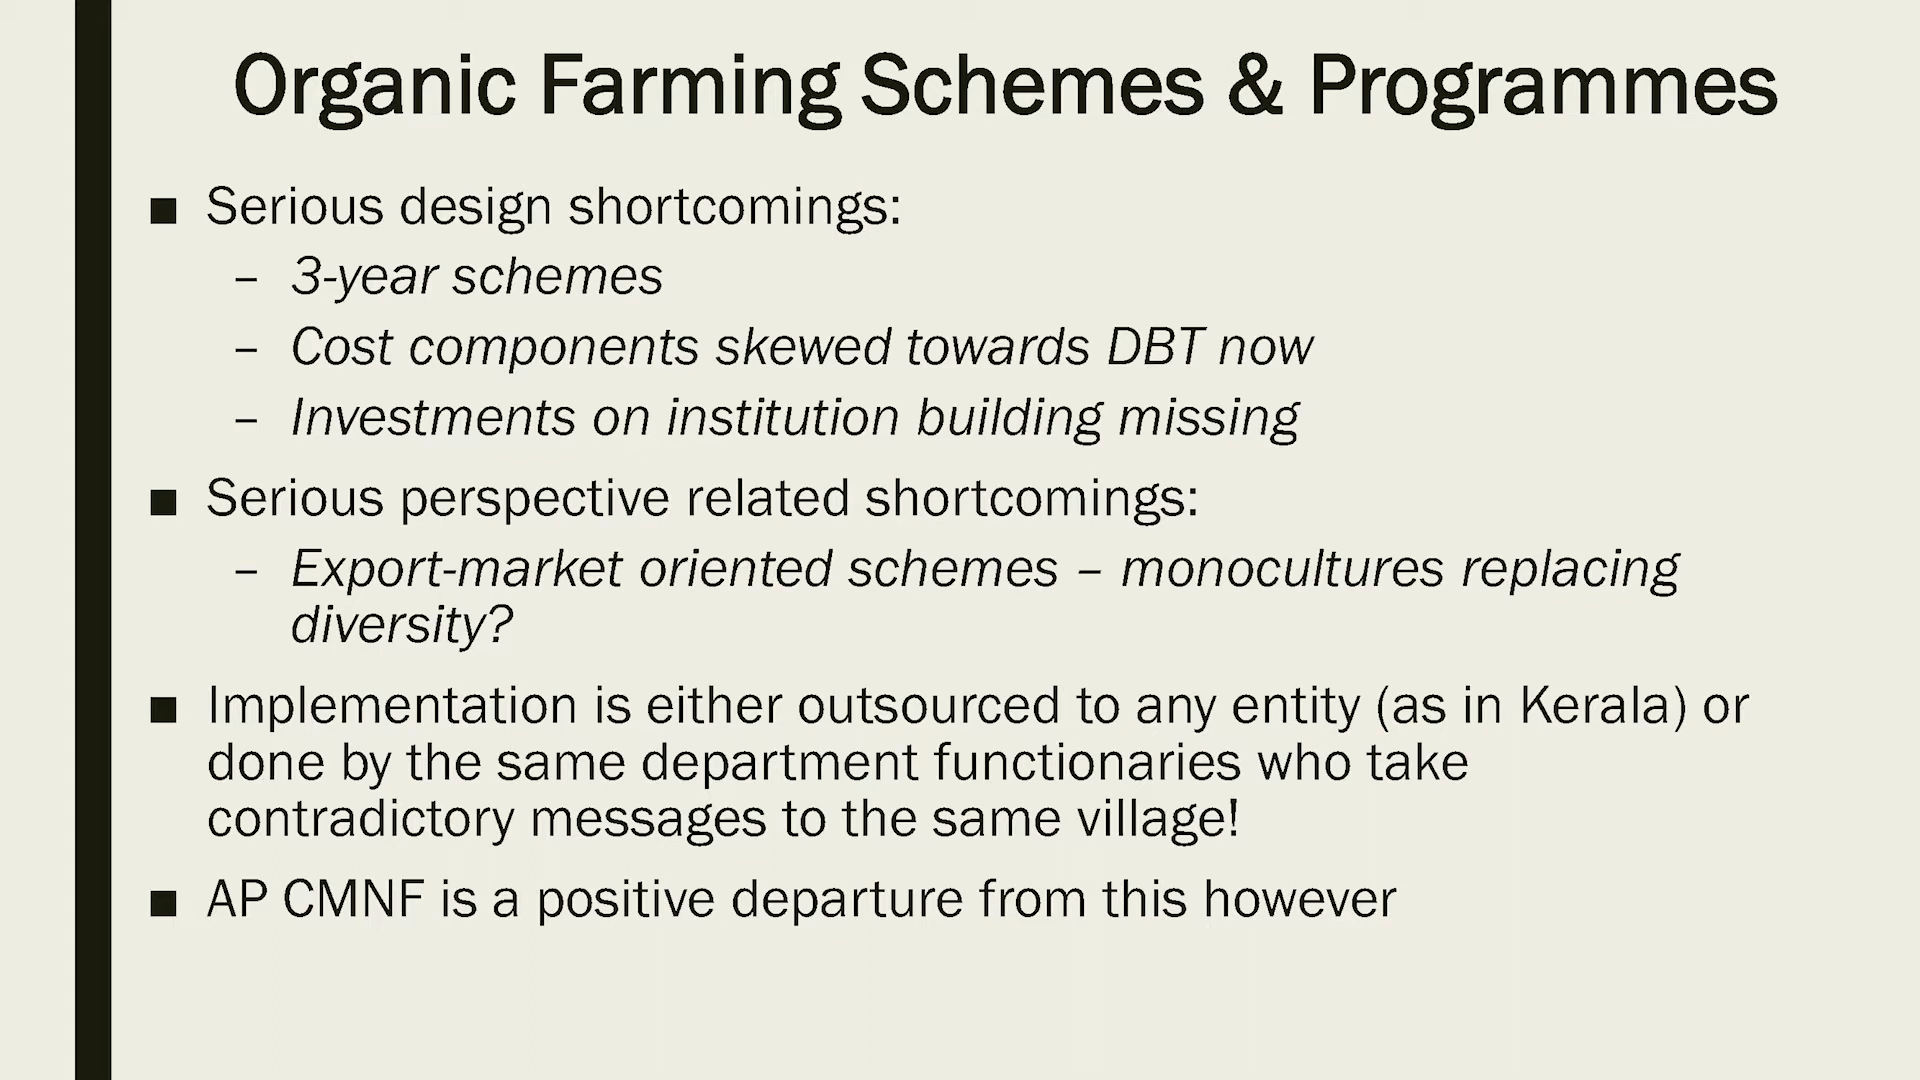 Organic Farming Schemes & Programmes
■ Serious design shortcomings:
– 3-year schemes
– Cost components skewed towards DBT now
– Investments on institution building missing
■ Serious perspective related shortcomings:
– Export-market oriented schemes – monocultures replacing
diversity?
■ Implementation is either outsourced to any entity (as in Kerala) or
done by the same department functionaries who take
contradictory messages to the same village!
■ AP CMNF is a positive departure from this however